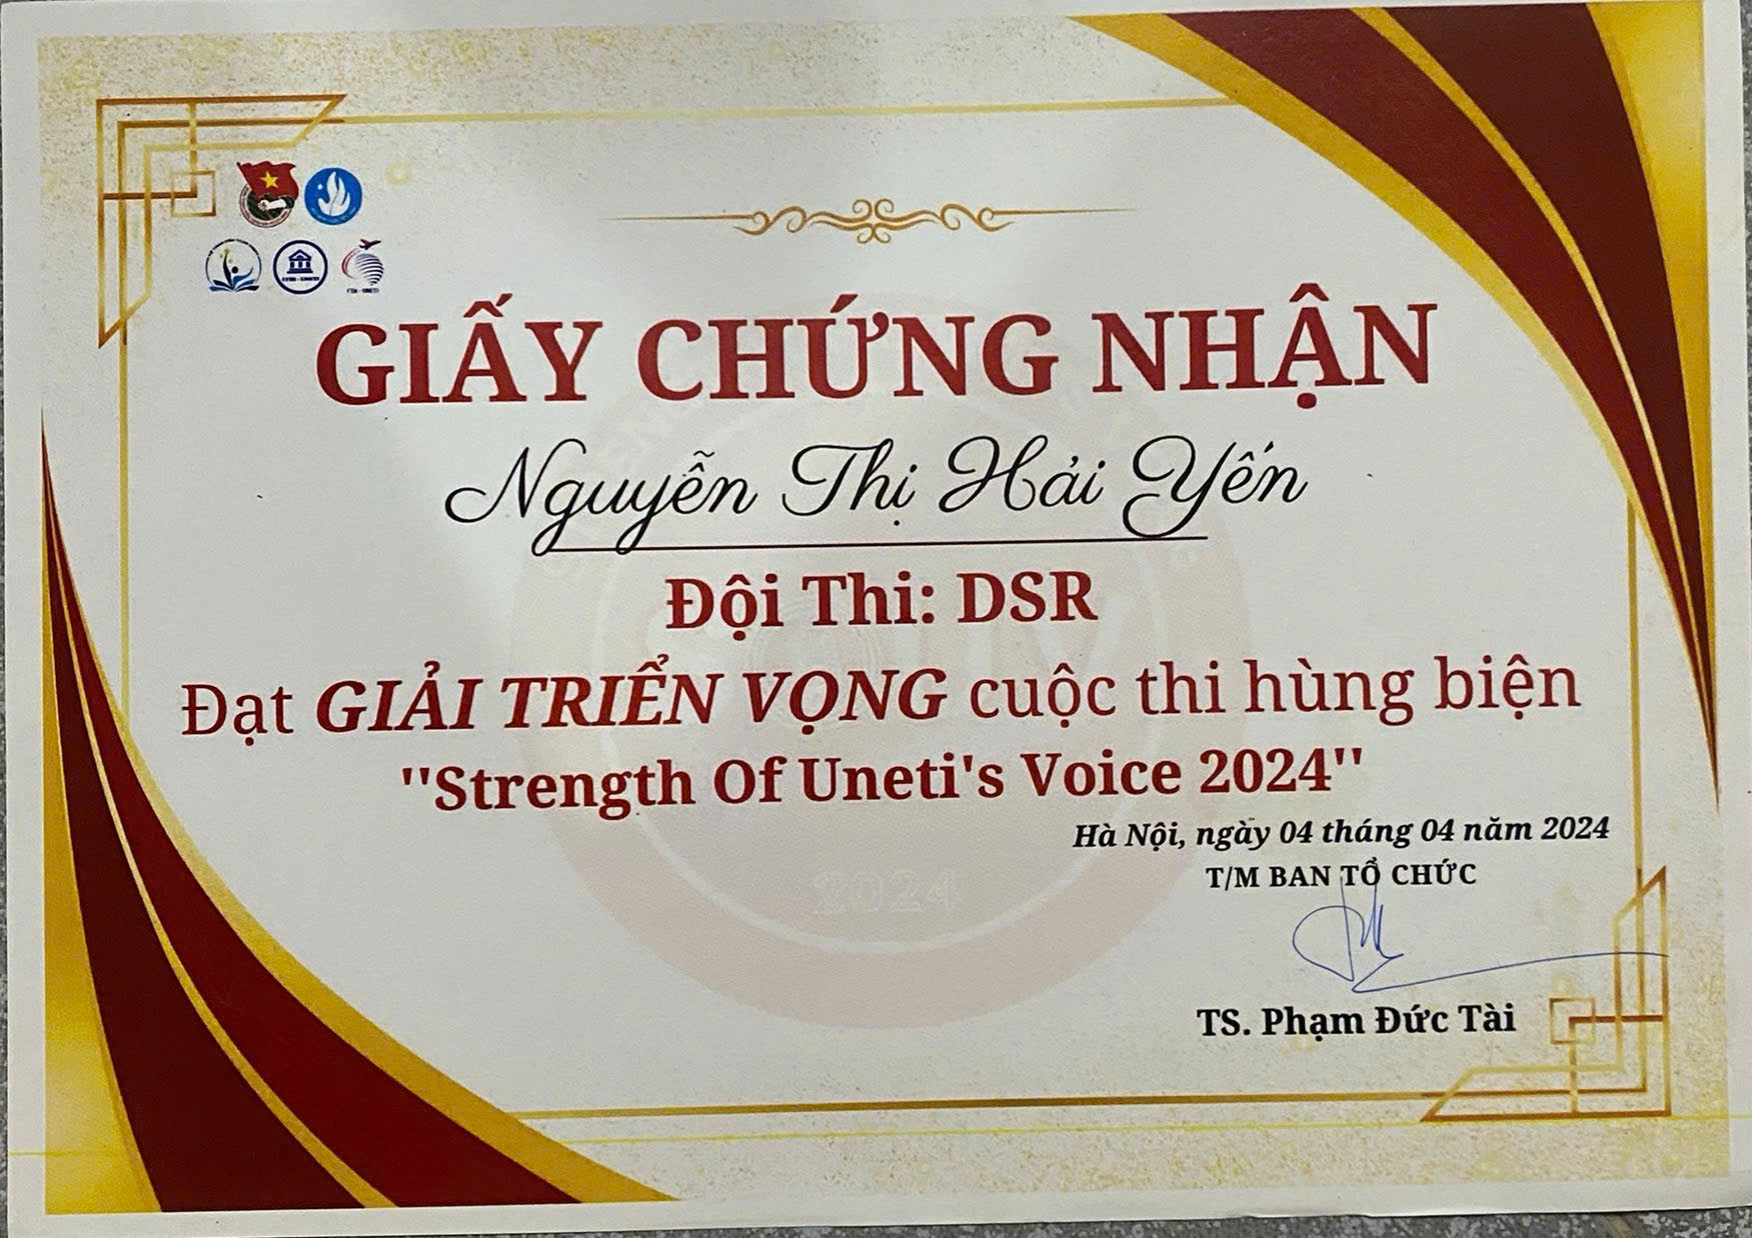 GIẤY CHỨNG NHẬN
Nguyễn Thị Hải Yến
Đội Thi: DSR
Đạt GIẢI TRIỂN VỌNG cuộc thi hùng biện
"Strength Of Uneti's Voice 2024"
Hà Nội, ngày 04 tháng 04 năm 2024
T/M BAN TỔ CHỨC
TS. Phạm Đức Tài
2024